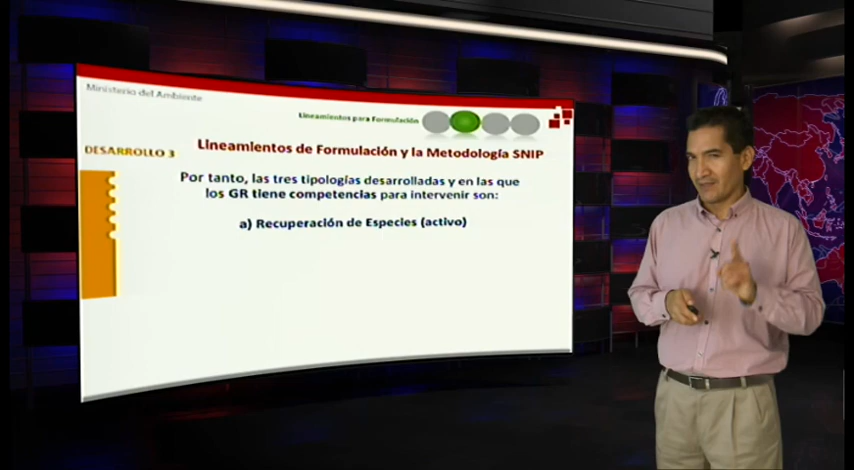 Ministerio del Ambiente
Lineamientos para Formulación
DESARROLLO 3
Lineamientos de Formulación y la Metodología SNIP
Por tanto, las tres tipologías desarrolladas y en las que
los GR tiene competencias para intervenir son:
a) Recuperación de Especies (activo)